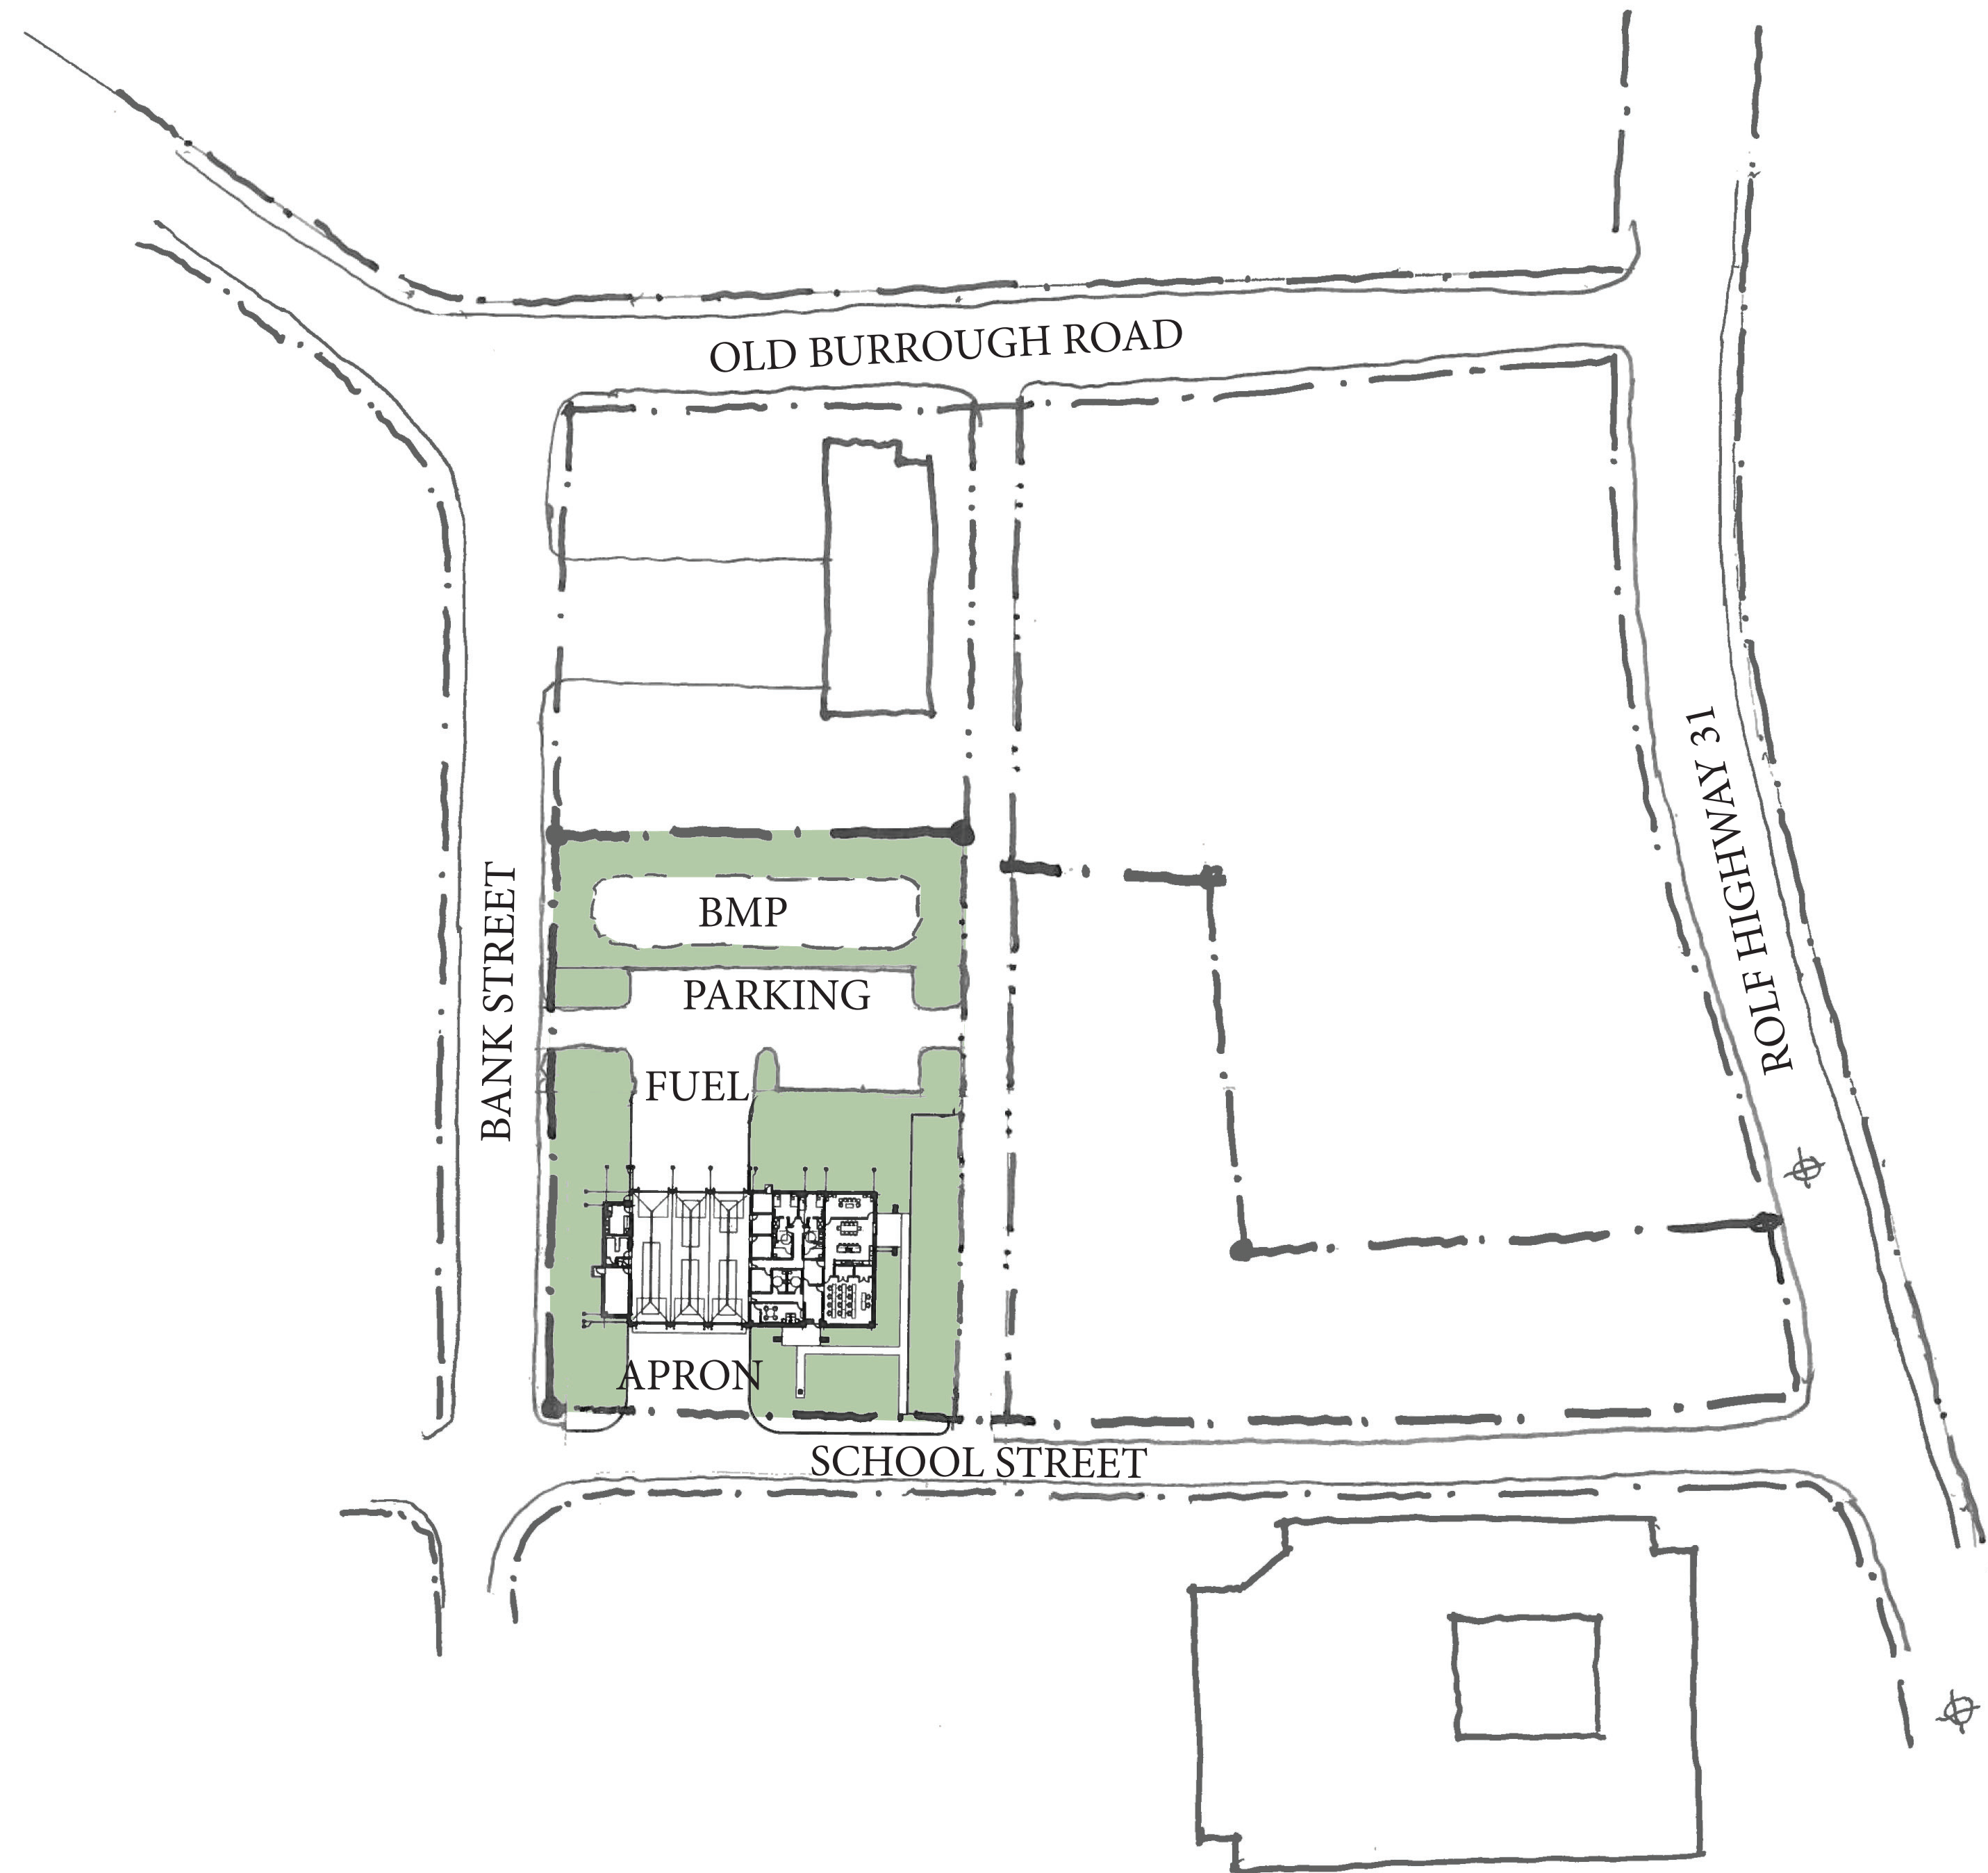 OLD BURROUGH ROAD
ROLF HIGHWAY 31
BANK STREET
BMP
PARKING
FUEL
APRON
SCHOOL STREET